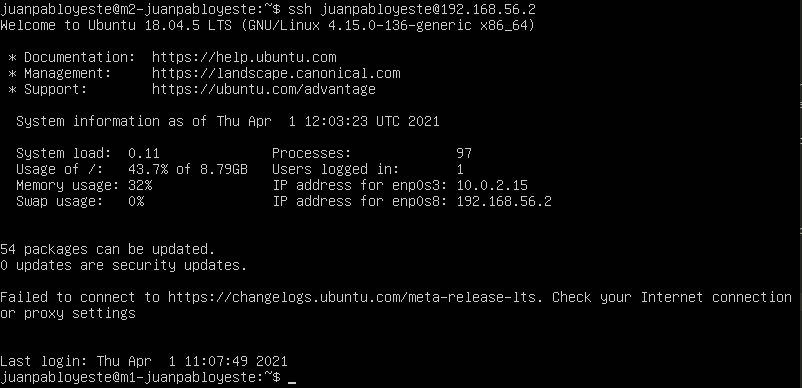 juanpabloyeste@m2-juanpabloyeste:~$ ssh juanpabloyeste@192.168.56.2
Welcome to Ubuntu 18.04.5 LTS (GNU/Linux 4.15.0-136-generic x86_64)

 * Documentation:  https://help.ubuntu.com
 * Management:     https://landscape.canonical.com
 * Support:        https://ubuntu.com/advantage

  System information as of Thu Apr  1 12:03:23 UTC 2021

  System load:  0.11              Processes:             97
  Usage of /:   43.7% of 8.79GB   Users logged in:       1
  Memory usage: 32%               IP address for enp0s3: 10.0.2.15
  Swap usage:   0%                IP address for enp0s8: 192.168.56.2

54 packages can be updated.
0 updates are security updates.

Failed to connect to https://changelogs.ubuntu.com/meta-release-lts. Check your Internet connection
or proxy settings

Last login: Thu Apr  1 11:07:49 2021
juanpabloyeste@m1-juanpabloyeste:~$ _